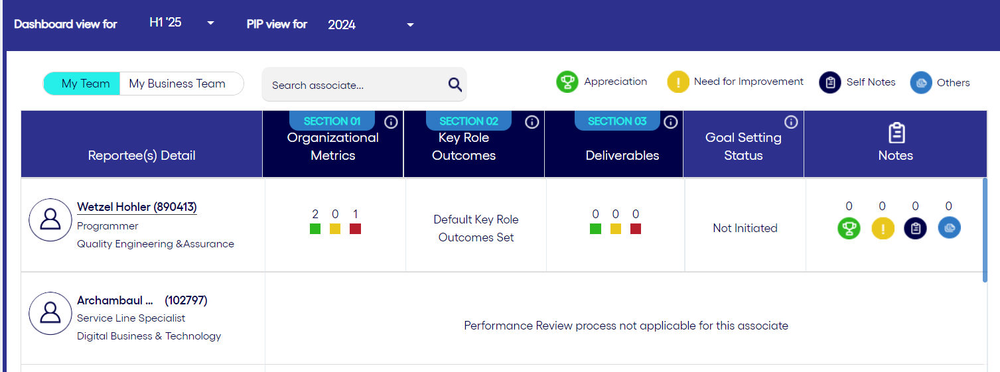 Dashboard view for H1 '25 PIP view for 2024
My Team My Business Team Search associate... Appreciation Need for Improvement Self Notes Others
SECTION 01 SECTION 02 SECTION 03
Reportee(s) Detail
Organizational
Metrics
Key Role
Outcomes
Deliverables
Goal Setting
Status
Notes
Wetzel Hohler (890413)
Programmer
Quality Engineering &Assurance
2 0 1
Default Key Role
Outcomes Set
0 0 0
Not Initiated
0 0 0 0
Archambaul ... (102797)
Service Line Specialist
Digital Business & Technology
Performance Review process not applicable for this associate